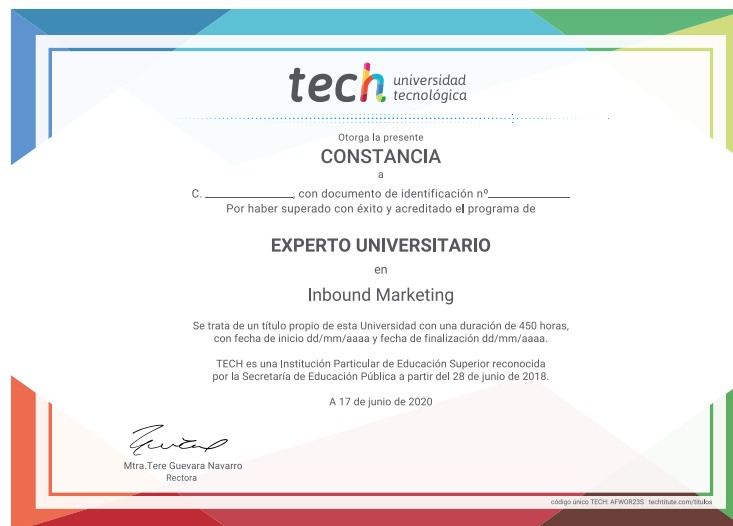 tech universidad
tecnológica
Otorga la presente
CONSTANCIA
a
C. ______________, con documento de identificación nº______________
Por haber superado con éxito y acreditado el programa de
EXPERTO UNIVERSITARIO
en
Inbound Marketing
Se trata de un título propio de esta Universidad con una duración de 450 horas,
con fecha de inicio dd/mm/aaaa y fecha de finalización dd/mm/aaaa.
TECH es una Institución Particular de Educación Superior reconocida
por la Secretaría de Educación Pública a partir del 28 de junio de 2018.
A 17 de junio de 2020
Mtra.Tere Guevara Navarro
Rectora
código único TECH: AFWOR23S techtitute.com/titulos